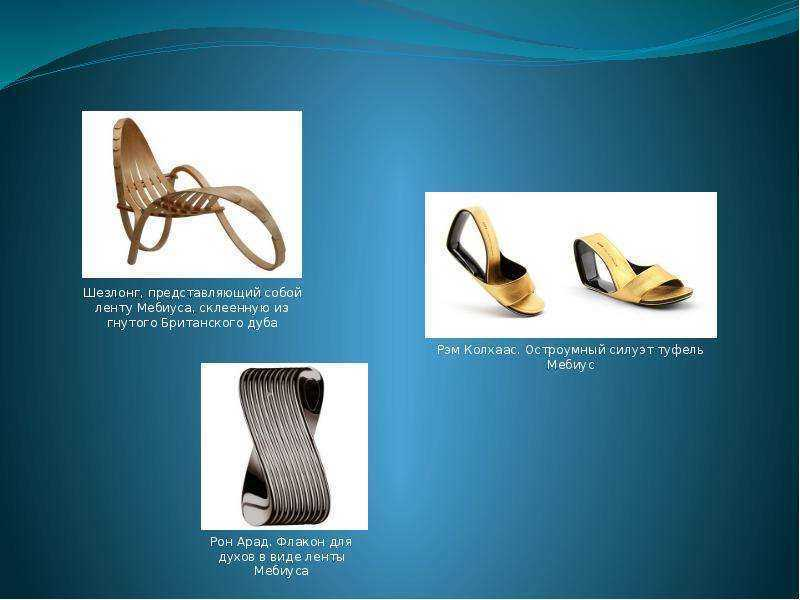 Шезлонг, представляющий собой
ленту Мебиуса, склеенную из
гнутого Британского дуба
Рэм Колхаас. Остроумный силуэт туфель
Мебиус
Рон Арад. Флакон для
духов в виде ленты
Мебиуса